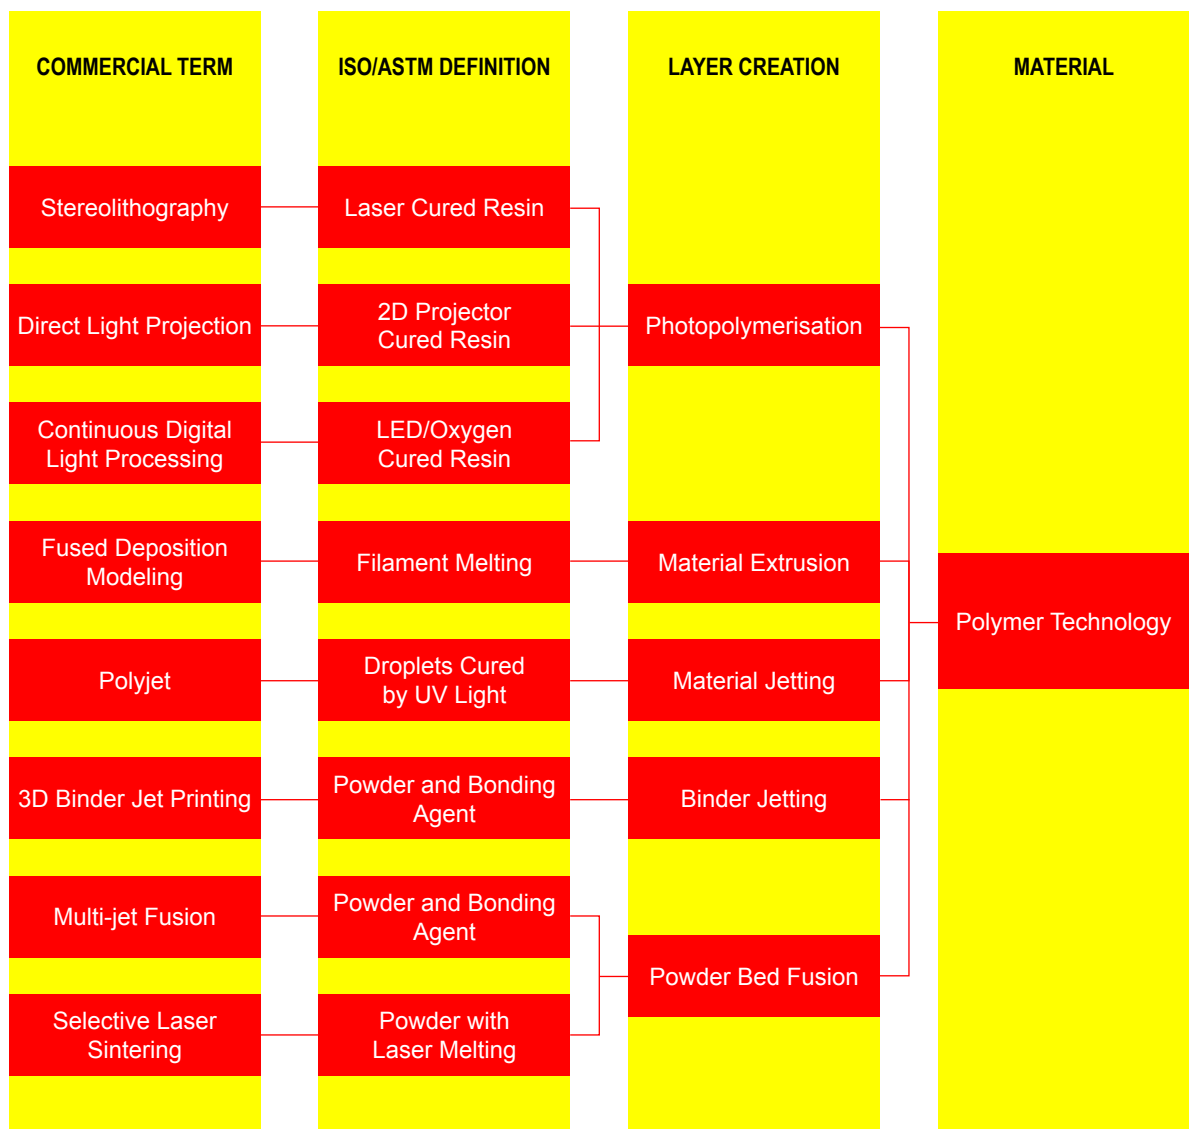 COMMERCIAL TERM
ISO/ASTM DEFINITION
LAYER CREATION
MATERIAL
Stereolithography
Laser Cured Resin
Direct Light Projection
2D Projector
Cured Resin
Photopolymerisation
Continuous Digital
Light Processing
LED/Oxygen
Cured Resin
Fused Deposition
Modeling
Filament Melting
Material Extrusion
Polymer Technology
Polyjet
Droplets Cured
by UV Light
Material Jetting
3D Binder Jet Printing
Powder and Bonding
Agent
Binder Jetting
Multi-jet Fusion
Powder and Bonding
Agent
Powder Bed Fusion
Selective Laser
Sintering
Powder with
Laser Melting